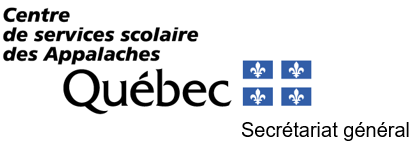 Centre
de services scolaire
des Appalaches
Québec
Secrétariat général